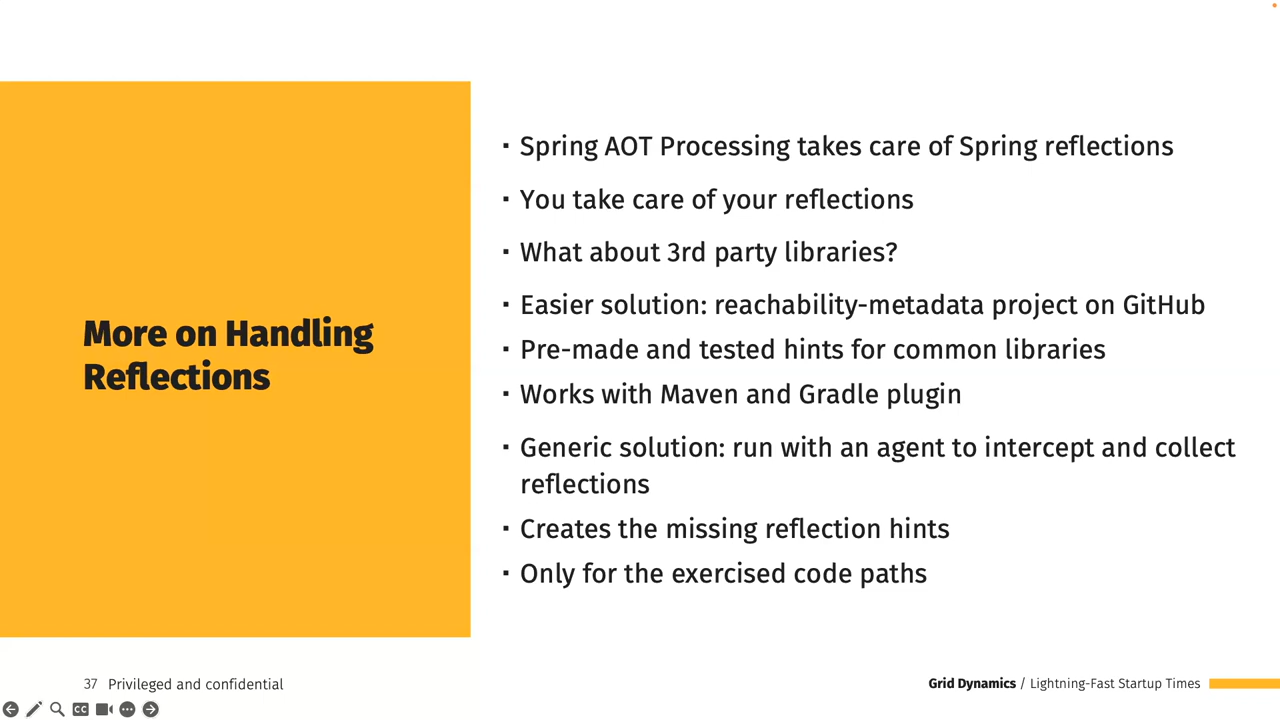 More on Handling
Reflections
▪ Spring AOT Processing takes care of Spring reflections
▪ You take care of your reflections
▪ What about 3rd party libraries?
▪ Easier solution: reachability-metadata project on GitHub
▪ Pre-made and tested hints for common libraries
▪ Works with Maven and Gradle plugin
▪ Generic solution: run with an agent to intercept and collect
reflections
▪ Creates the missing reflection hints
▪ Only for the exercised code paths
37 Privileged and confidential
Grid Dynamics / Lightning-Fast Startup Times
CC